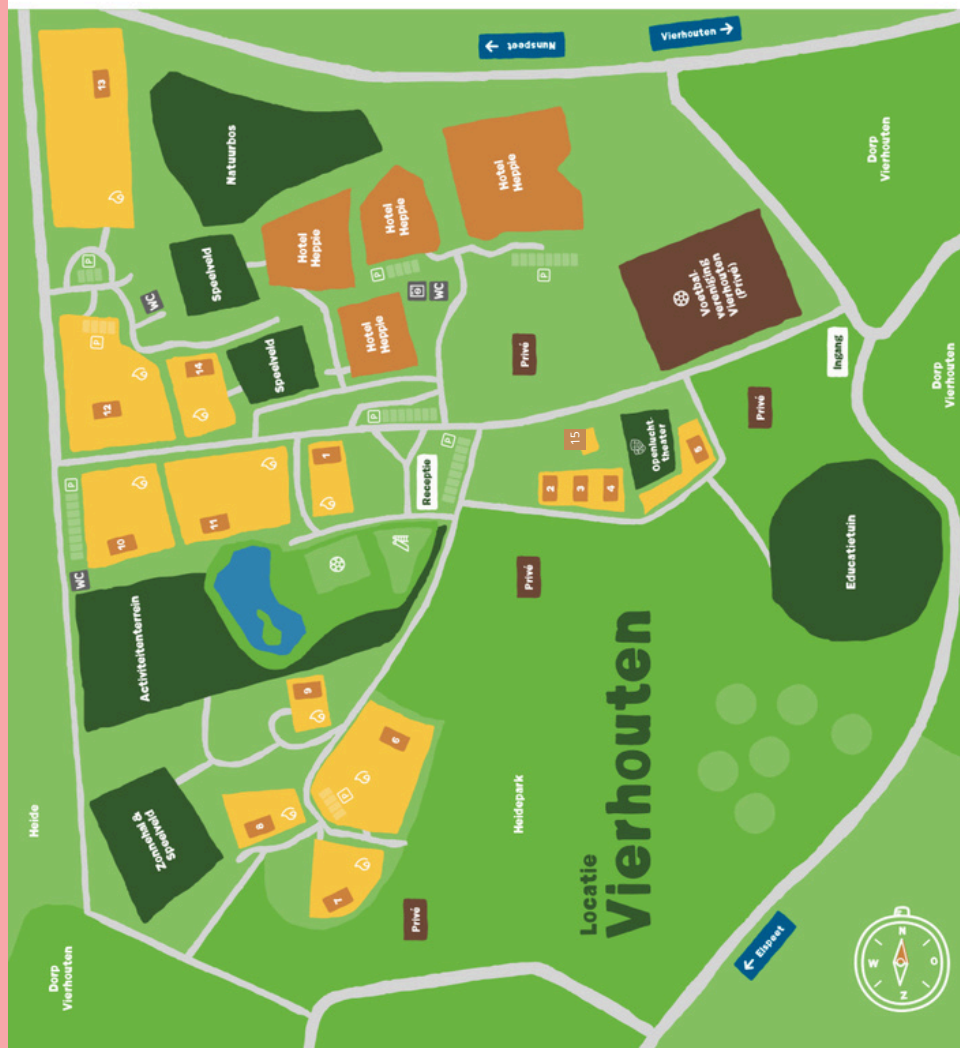 Nunspeet
Vierhouten
13
Natuurbos
Hotel
Heppie
Dorp
Vierhouten
Hotel
Heppie
Hotel
Heppie
Speelveld
P
P
P
WC
WC
Voetbal-
vereniging
Vierhouten
(Privé)
Hotel
Heppie
Speelveld
P
12
14
Privé
Ingang
Dorp
Vierhouten
P
Privé
1
15
Openlucht-
theater
5
P
Receptie
P
2
3
4
10
11
WC
Privé
Educatietuin
Activiteitenterrein
9
6
P
Heide
8
Zonnehal &
Speelveld
Heidepark
7
Privé
Locatie
Vierhouten
Elspeet
Dorp
Vierhouten
N
W
O
Z